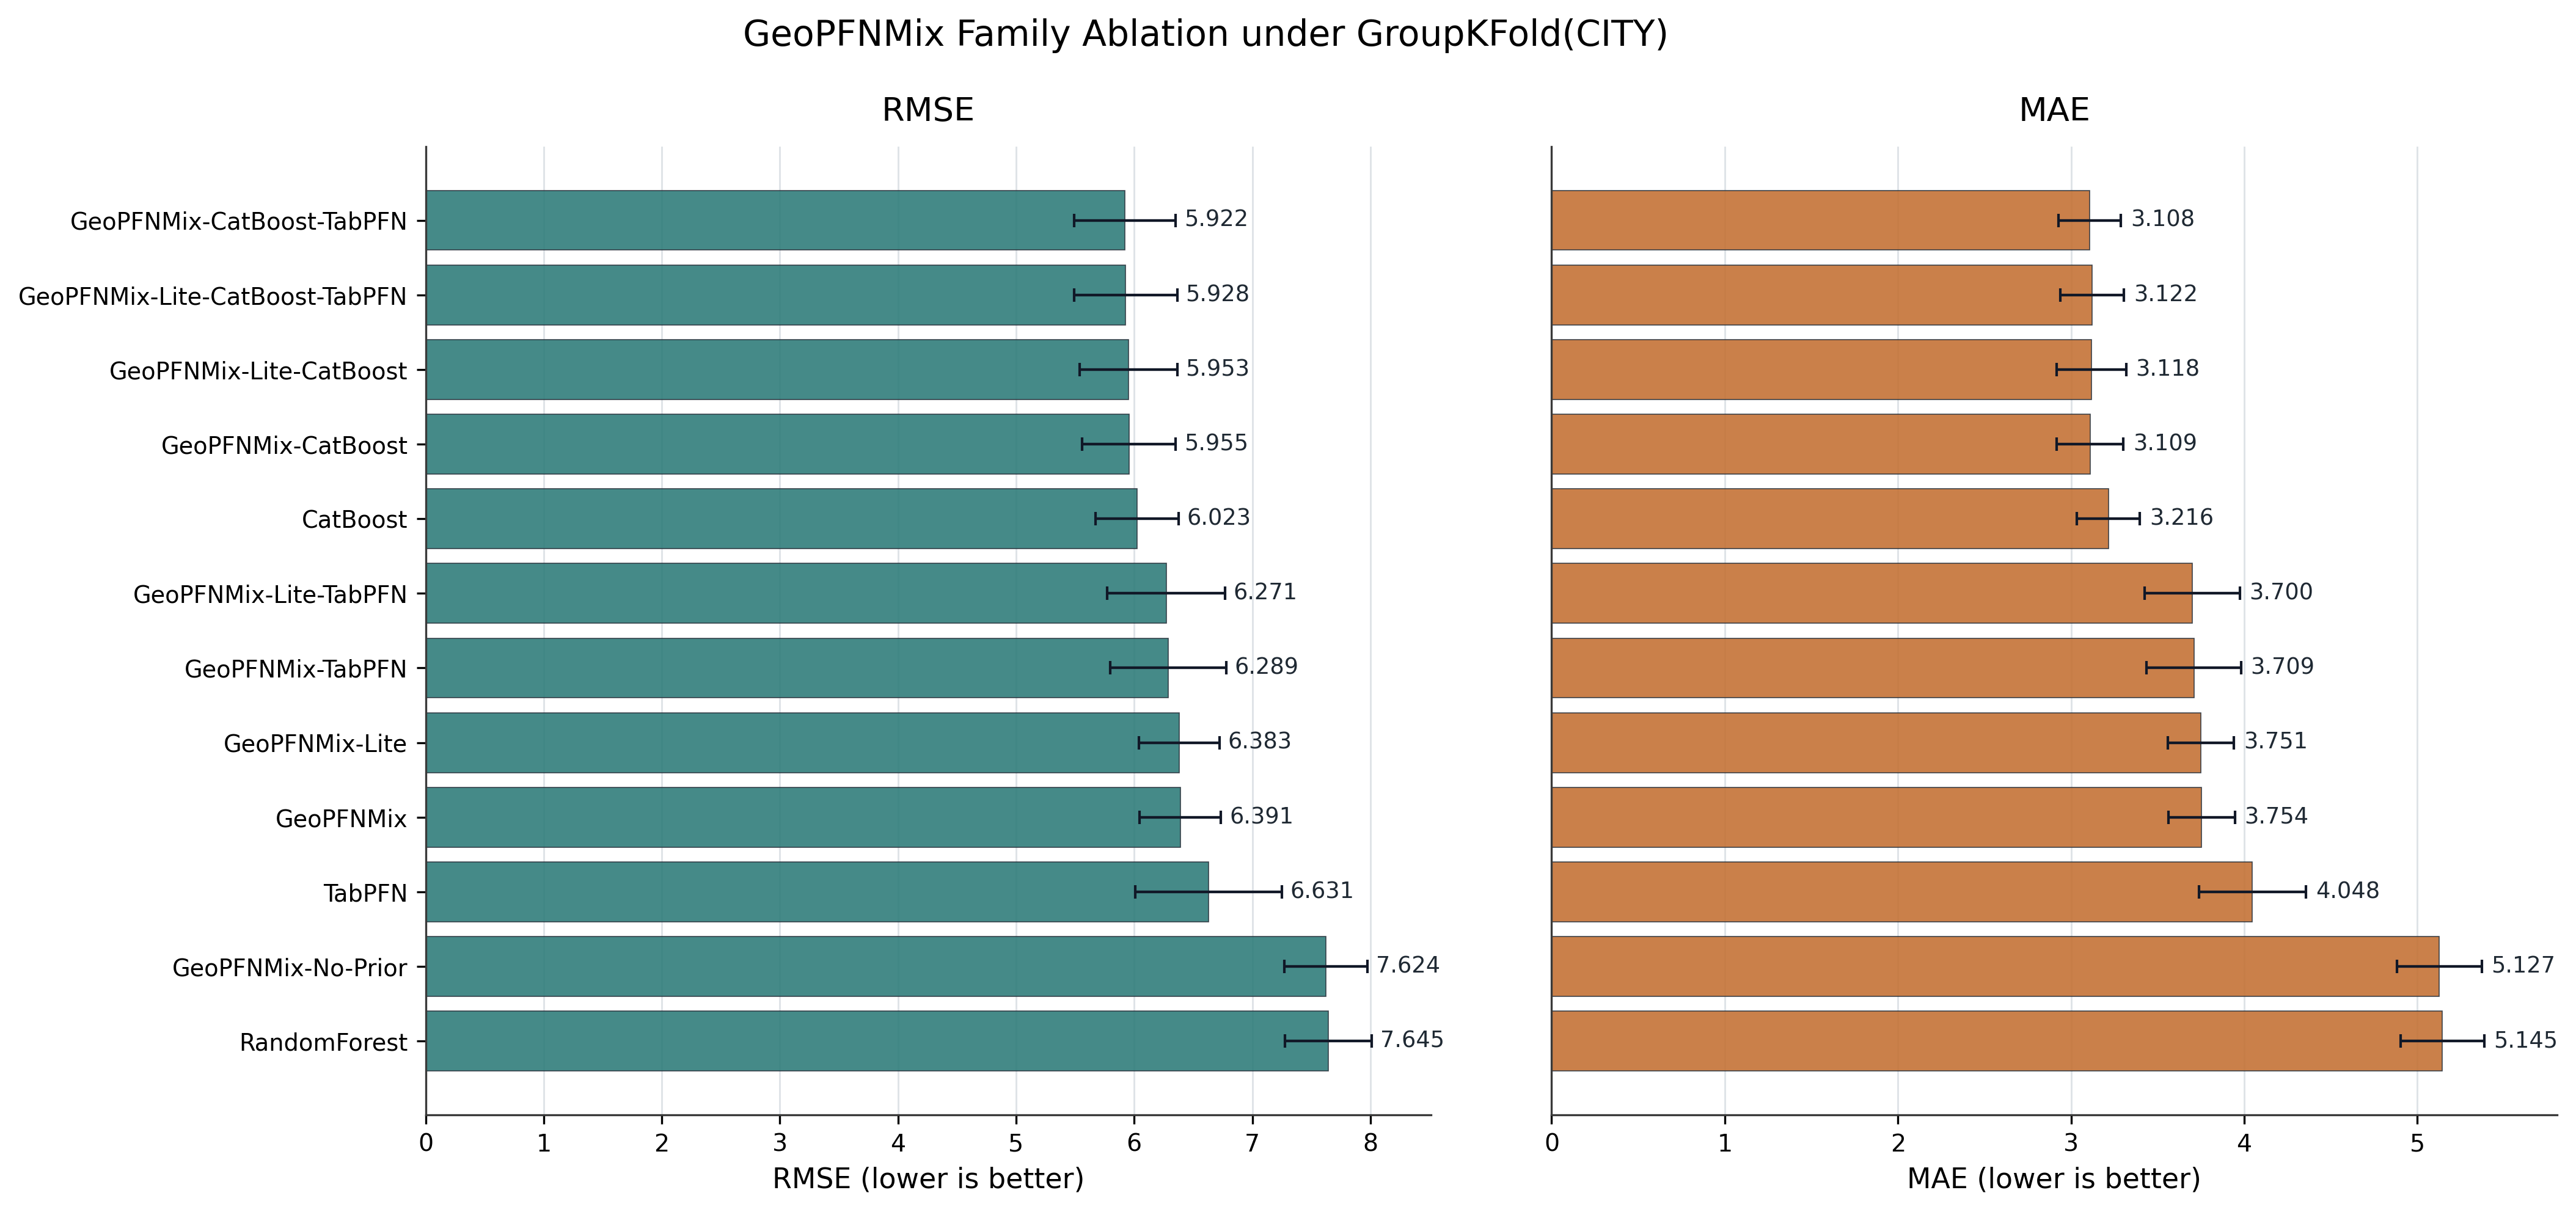 GeoPFNMix Family Ablation under GroupKFold(CITY)
RMSE
MAE
GeoPFNMix-CatBoost-TabPFN 5.922 3.108
GeoPFNMix-Lite-CatBoost-TabPFN 5.928 3.122
GeoPFNMix-Lite-CatBoost 5.953 3.118
GeoPFNMix-CatBoost 5.955 3.109
CatBoost 6.023 3.216
GeoPFNMix-Lite-TabPFN 6.271 3.700
GeoPFNMix-TabPFN 6.289 3.709
GeoPFNMix-Lite 6.383 3.751
GeoPFNMix 6.391 3.754
TabPFN 6.631 4.048
GeoPFNMix-No-Prior 7.624 5.127
RandomForest 7.645 5.145
0 1 2 3 4 5 6 7 8
0 1 2 3 4 5
RMSE (lower is better)
MAE (lower is better)